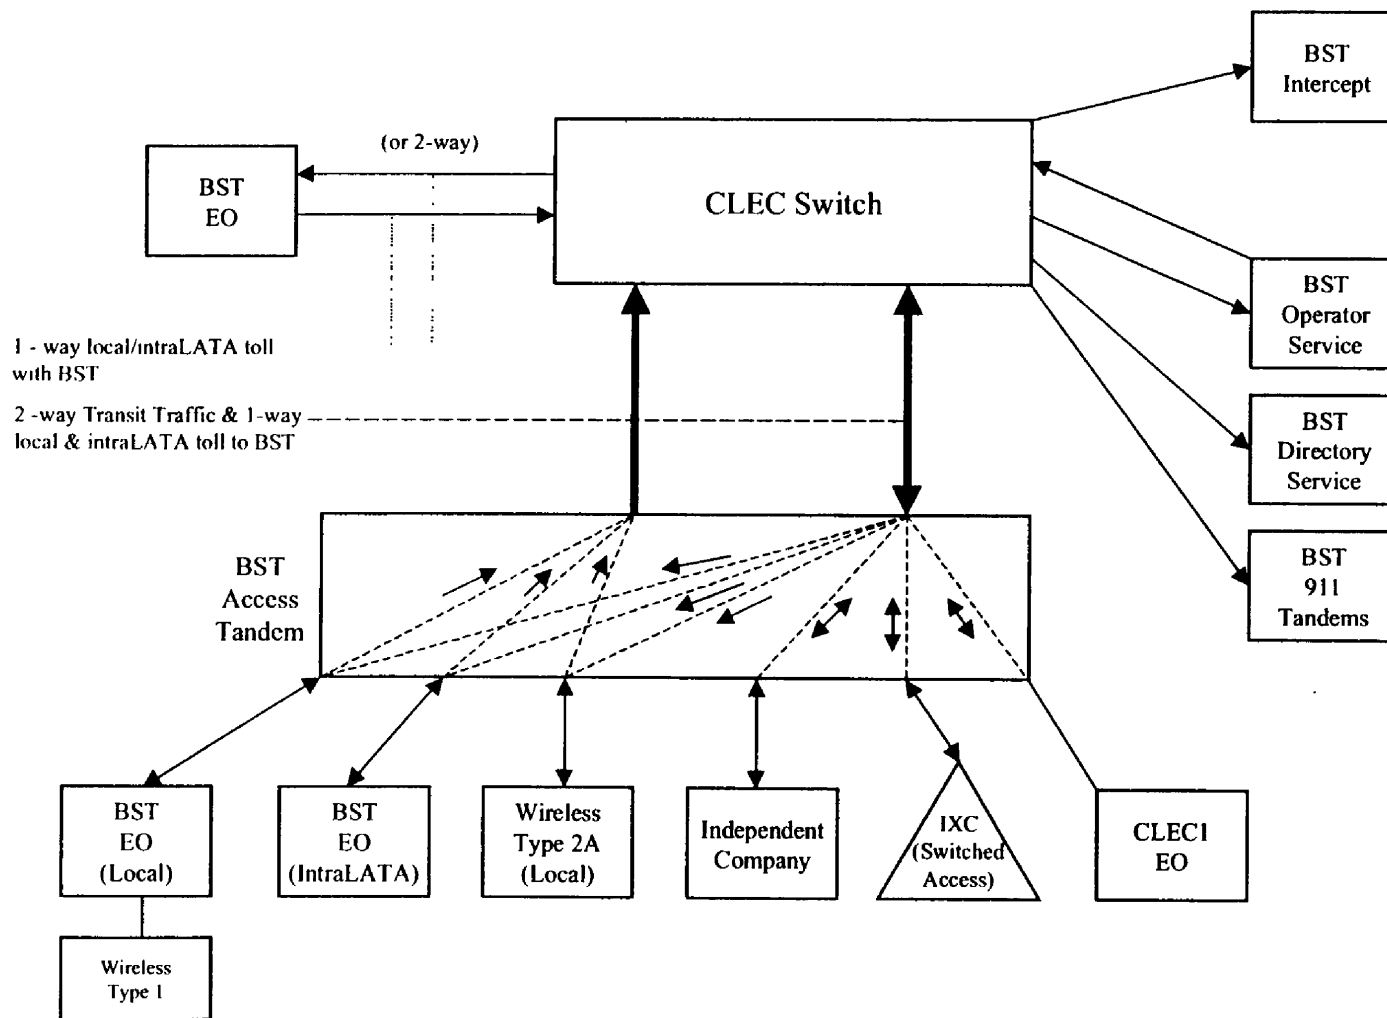 BST
Intercept
(or 2-way)
BST
EO
CLEC Switch
BST
Operator
Service
1 - way local/intraLATA toll
with BST
2 -way Transit Traffic & 1-way
local & intraLATA toll to BST
BST
Directory
Service
BST
Access
Tandem
BST
911
Tandems
BST
EO
(Local)
BST
EO
(IntraLATA)
Wireless
Type 2A
(Local)
Independent
Company
IXC
(Switched
Access)
CLEC1
EO
Wireless
Type 1